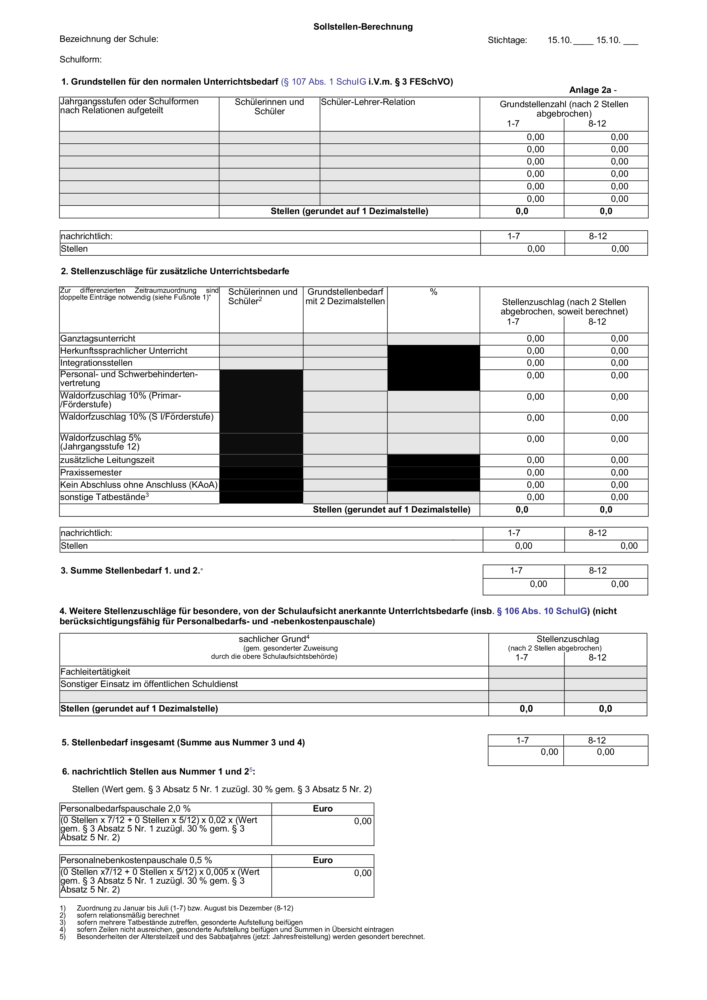 Sollstellen-Berechnung
Bezeichnung der Schule:
Stichtage: 15.10. ____ 15.10. ___
Schulform:
1. Grundstellen für den normalen Unterrichtsbedarf (§ 107 Abs. 1 SchulG i.V.m. § 3 FESchVO)
Anlage 2a -
Jahrgangsstufen oder Schulformen nach Relationen aufgeteilt
Schülerinnen und Schüler
Schüler-Lehrer-Relation
Grundstellenzahl (nach 2 Stellen abgebrochen)
1-7 8-12
0,00 0,00
0,00 0,00
0,00 0,00
0,00 0,00
0,00 0,00
0,00 0,00
Stellen (gerundet auf 1 Dezimalstelle) 0,0 0,0
nachrichtlich: 1-7 8-12
Stellen 0,00 0,00
2. Stellenzuschläge für zusätzliche Unterrichtsbedarfe
Zur differenzierten Zeitraumzuordnung sind
doppelte Einträge notwendig (siehe Fußnote 1)“
Schülerinnen und
Schüler2
Grundstellenbedarf
mit 2 Dezimalstellen
%
Stellenzuschlag (nach 2 Stellen
abgebrochen, soweit berechnet)
1-7 8-12
Ganztagsunterricht 0,00 0,00
Herkunftssprachlicher Unterricht 0,00 0,00
Integrationsstellen 0,00 0,00
Personal- und Schwerbehinderten- 0,00 0,00
vertretung
Waldorfzuschlag 10% (Primar- 0,00 0,00
/Förderstufe)
Waldorfzuschlag 10% (S I/Förderstufe) 0,00 0,00
Waldorfzuschlag 5% 0,00 0,00
(Jahrgangsstufe 12)
zusätzliche Leitungszeit 0,00 0,00
Praxissemester 0,00 0,00
Kein Abschluss ohne Anschluss (KAoA) 0,00 0,00
sonstige Tatbestände3 0,00 0,00
Stellen (gerundet auf 1 Dezimalstelle) 0,0 0,0
nachrichtlich: 1-7 8-12
Stellen 0,00 0,00
3. Summe Stellenbedarf 1. und 2.° 1-7 8-12
0,00 0,00
4. Weitere Stellenzuschläge für besondere, von der Schulaufsicht anerkannte UnterrIchtsbedarfe (insb. § 106 Abs. 10 SchulG) (nicht
berücksichtigungsfähig für Personalbedarfs- und -nebenkostenpauschale)
sachlicher Grund4
(gem. gesonderter Zuweisung
durch die obere Schulaufsichtsbehörde)
Stellenzuschlag
(nach 2 Stellen abgebrochen)
1-7 8-12
Fachleitertätigkeit
Sonstiger Einsatz im öffentlichen Schuldienst
Stellen (gerundet auf 1 Dezimalstelle) 0,0 0,0
5. Stellenbedarf insgesamt (Summe aus Nummer 3 und 4) 1-7 8-12
0,00 0,00
6. nachrichtlich Stellen aus Nummer 1 und 25:
Stellen (Wert gem. § 3 Absatz 5 Nr. 1 zuzügl. 30 % gem. § 3 Absatz 5 Nr. 2)
Personalbedarfspauschale 2,0 % Euro
(0 Stellen x 7/12 + 0 Stellen x 5/12) x 0,02 x (Wert 0,00
gem. § 3 Absatz 5 Nr. 1 zuzügl. 30 % gem. § 3
Absatz 5 Nr. 2)
Personalnebenkostenpauschale 0,5 % Euro
(0 Stellen x7/12 + 0 Stellen x 5/12) x 0,005 x (Wert 0,00
gem. § 3 Absatz 5 Nr. 1 zuzügl. 30 % gem. § 3
Absatz 5 Nr. 2)
1) Zuordnung zu Januar bis Juli (1-7) bzw. August bis Dezember (8-12)
2) sofern relationsmäßig berechnet
3) sofern mehrere Tatbestände zutreffen, gesonderte Aufstellung beifügen
4) sofern Zeilen nicht ausreichen, gesonderte Aufstellung beifügen und Summen in Übersicht eintragen
5) Besonderheiten der Altersteilzeit und des Sabbatjahres (jetzt: Jahresfreistellung) werden gesondert berechnet.